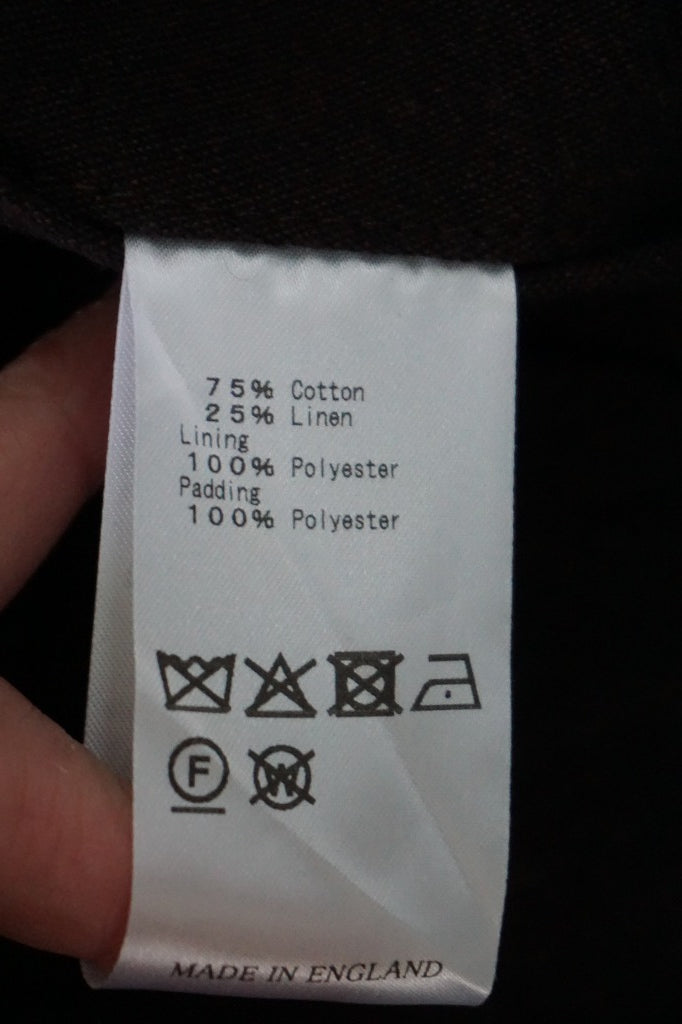 75% Cotton
25% Linen
Lining
100% Polyester
Padding
100% Polyester
F W
MADE IN ENGLAND